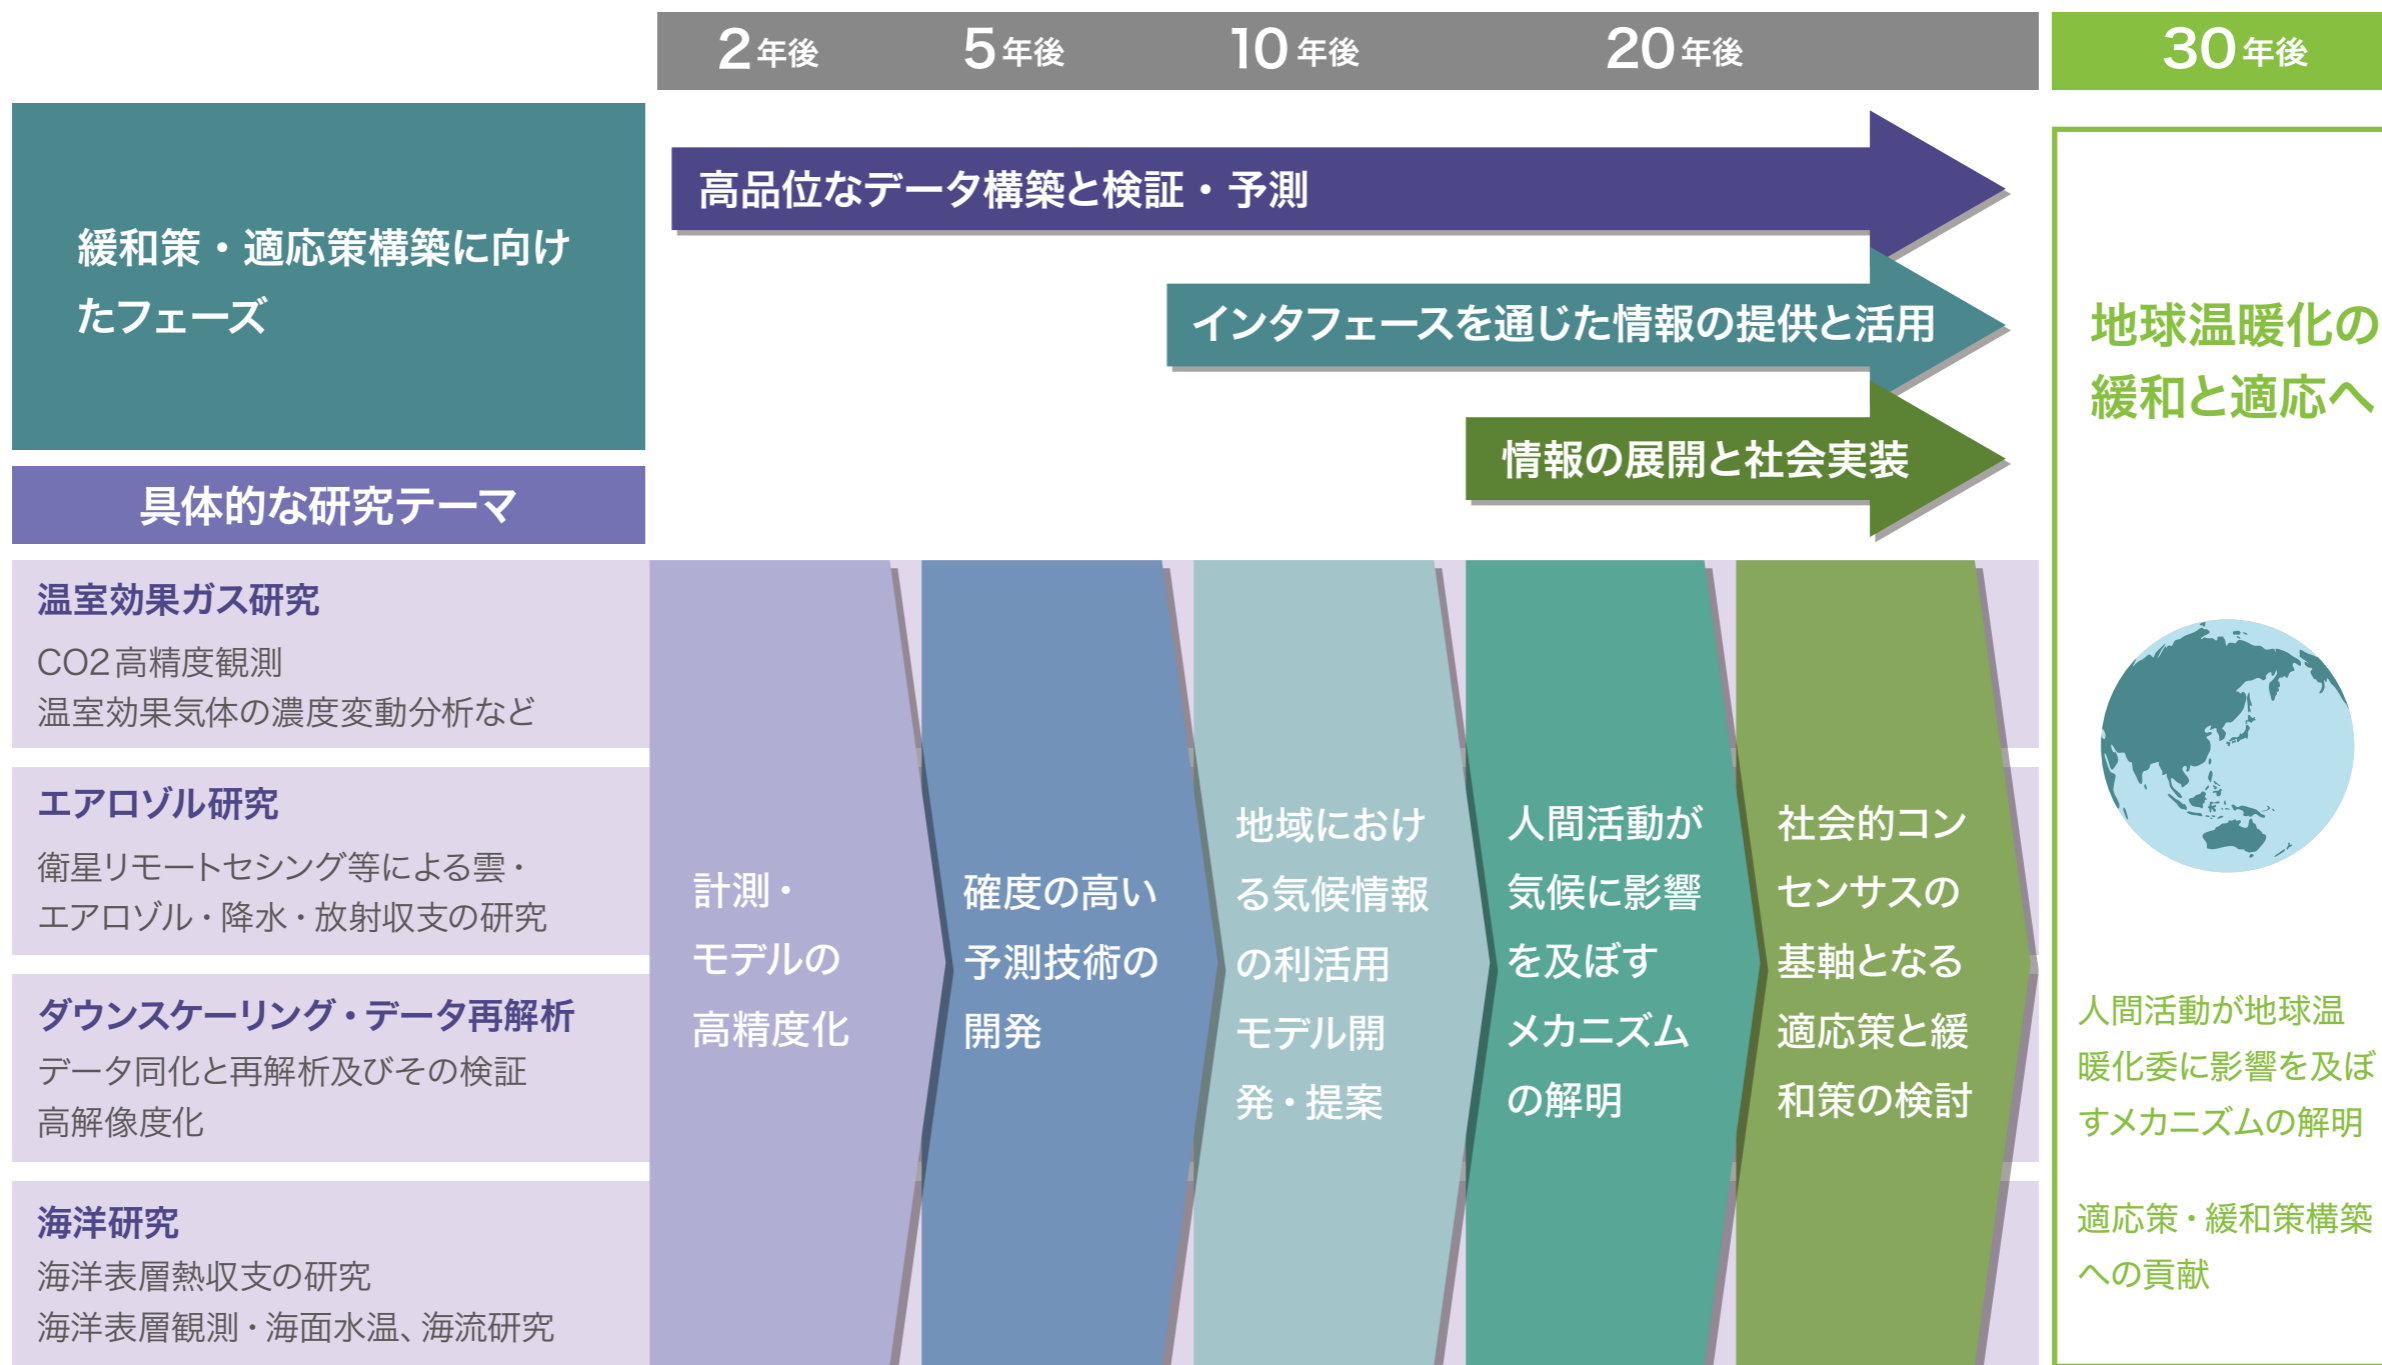 2年後 5年後 10年後 20年後 30年後
緩和策・適応策構築に向け
たフェーズ
高品位なデータ構築と検証・予測
インタフェースを通じた情報の提供と活用
情報の展開と社会実装
具体的な研究テーマ
温室効果ガス研究
CO2高精度観測
温室効果気体の濃度変動分析など
エアロゾル研究
衛星リモートセシング等による雲・
エアロゾル・降水・放射収支の研究
ダウンスケーリング・データ再解析
データ同化と再解析及びその検証
高解像度化
海洋研究
海洋表層熱収支の研究
海洋表層観測・海面水温、海流研究
計測・
モデルの
高精度化
確度の高い
予測技術の
開発
地域におけ
る気候情報
の利活用
モデル開
発・提案
人間活動が
気候に影響
を及ぼす
メカニズム
の解明
社会的コン
センサスの
基軸となる
適応策と緩
和策の検討
地球温暖化の
緩和と適応へ
人間活動が地球温
暖化委に影響を及ぼ
すメカニズムの解明
適応策・緩和策構築
への貢献